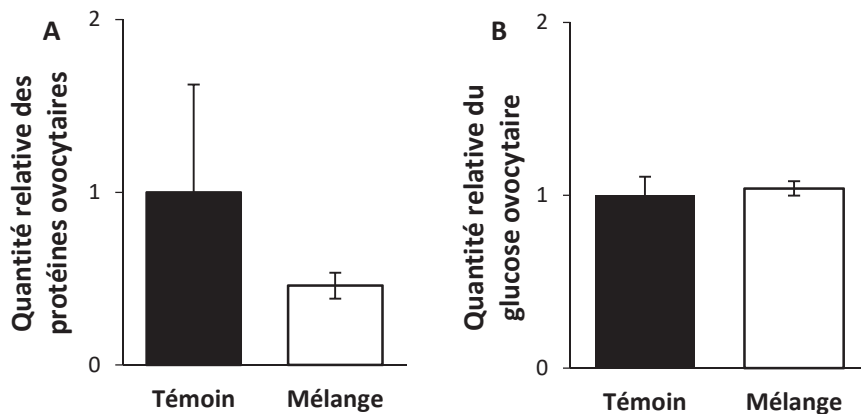 A
Quantité relative des
protéines ovocytaires
2
1
0
Témoin Mélange
B
Quantité relative du
glucose ovocytaire
2
1
0
Témoin Mélange